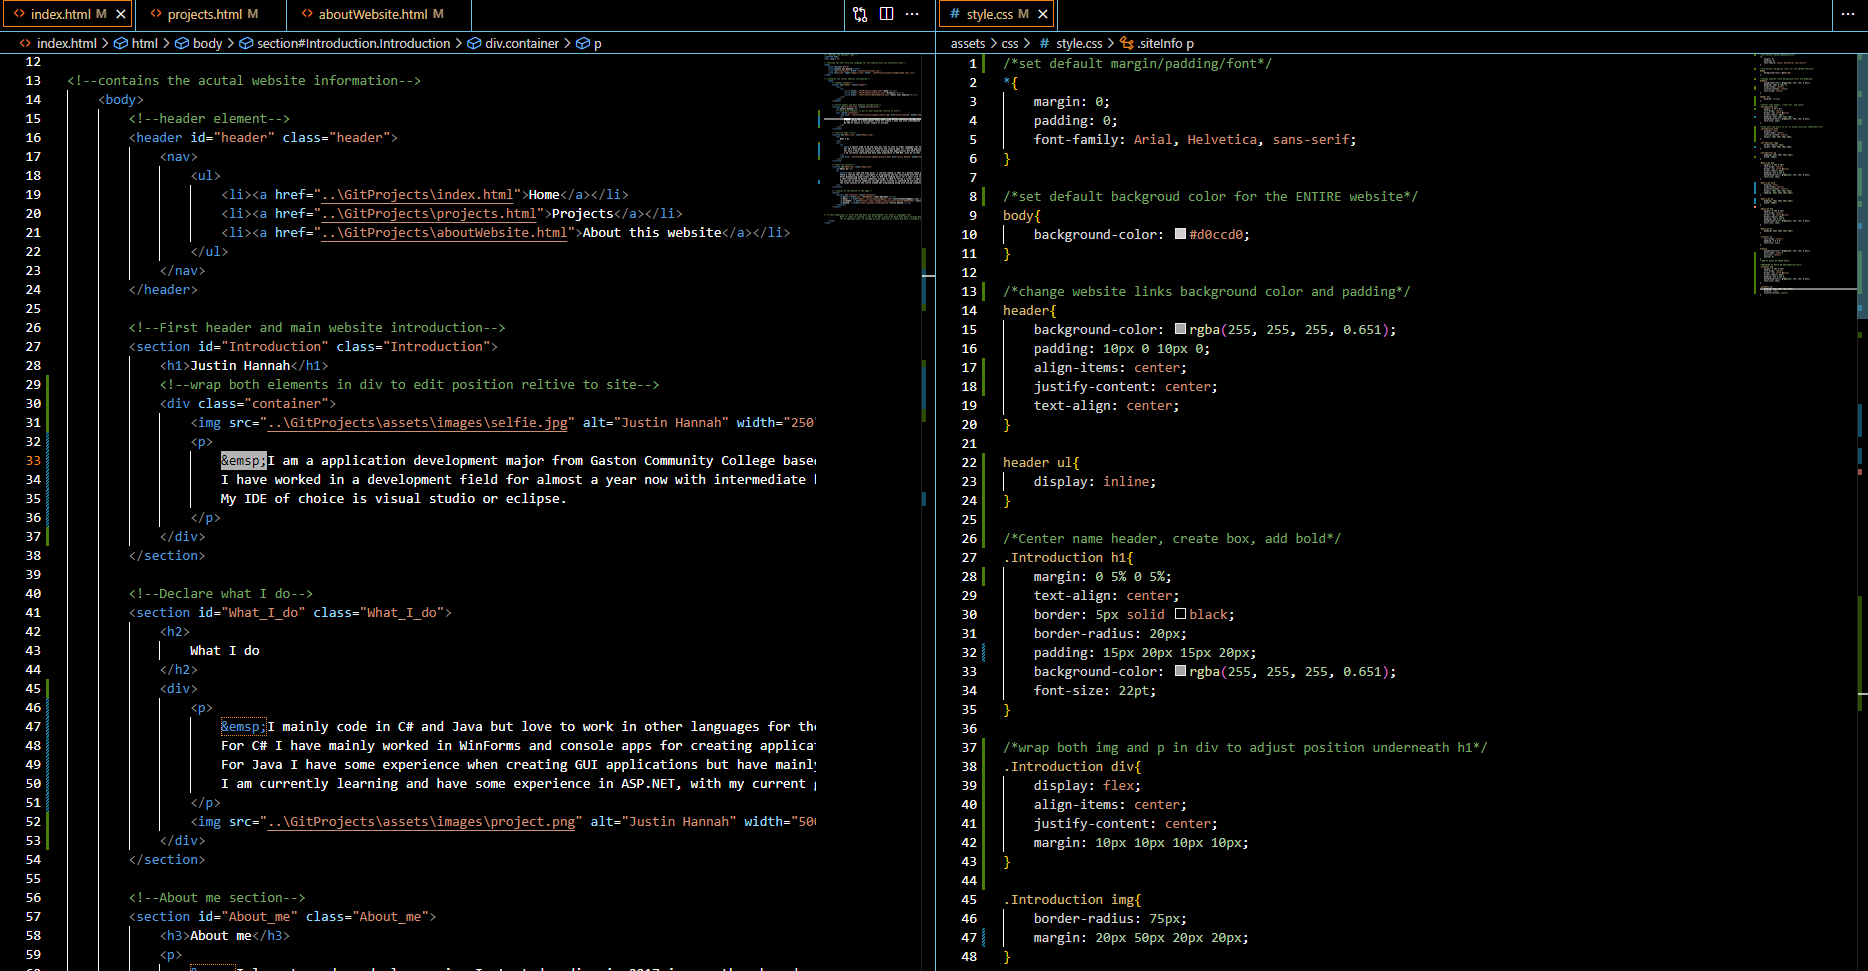 index.html M
projects.html M
aboutWebsite.html M
index.html > html > body > section#Introduction.Introduction > div.container > p
12
13 <!--contains the acutal website information-->
14 <body>
15 <!--header element-->
16 <header id="header" class="header">
17 <nav>
18 <ul>
19 <li><a href="..\GitProjects\index.html">Home</a></li>
20 <li><a href="..\GitProjects\projects.html">Projects</a></li>
21 <li><a href="..\GitProjects\aboutWebsite.html">About this website</a></li>
22 </ul>
23 </nav>
24 </header>
25
26 <!--First header and main website introduction-->
27 <section id="Introduction" class="Introduction">
28 <h1>Justin Hannah</h1>
29 <!--wrap both elements in div to edit position reltive to site-->
30 <div class="container">
31 <img src="..\GitProjects\assets\images\selfie.jpg" alt="Justin Hannah" width="250"
32 <p>
33 &emsp;I am a application development major from Gaston Community College base
34 I have worked in a development field for almost a year now with intermediate
35 My IDE of choice is visual studio or eclipse.
36 </p>
37 </div>
38 </section>
39
40 <!--Declare what I do-->
41 <section id="What_I_do" class="What_I_do">
42 <h2>
43 What I do
44 </h2>
45 <div>
46 <p>
47 &emsp;I mainly code in C# and Java but love to work in other languages for the
48 For C# I have mainly worked in WinForms and console apps for creating applicat
49 For Java I have some experience when creating GUI applications but have mainly
50 I am currently learning and have some experience in ASP.NET, with my current
51 </p>
52 <img src="..\GitProjects\assets\images\project.png" alt="Justin Hannah" width="500
53 </div>
54 </section>
55
56 <!--About me section-->
57 <section id="About_me" class="About_me">
58 <h3>About me</h3>
59 <p>
style.css M
assets > css > style.css > .siteInfo p
1 /*set default margin/padding/font*/
2 *{
3 margin: 0;
4 padding: 0;
5 font-family: Arial, Helvetica, sans-serif;
6 }
7
8 /*set default backgroud color for the ENTIRE website*/
9 body{
10 background-color: #d0ccd0;
11 }
12
13 /*change website links background color and padding*/
14 header{
15 background-color: rgba(255, 255, 255, 0.651);
16 padding: 10px 0 10px 0;
17 align-items: center;
18 justify-content: center;
19 text-align: center;
20 }
21
22 header ul{
23 display: inline;
24 }
25
26 /*Center name header, create box, add bold*/
27 .Introduction h1{
28 margin: 0 5% 0 5%;
29 text-align: center;
30 border: 5px solid black;
31 border-radius: 20px;
32 padding: 15px 20px 15px 20px;
33 background-color: rgba(255, 255, 255, 0.651);
34 font-size: 22pt;
35 }
36
37 /*wrap both img and p in div to adjust position underneath h1*/
38 .Introduction div{
39 display: flex;
40 align-items: center;
41 justify-content: center;
42 margin: 10px 10px 10px 10px;
43 }
44
45 .Introduction img{
46 border-radius: 75px;
47 margin: 20px 50px 20px 20px;
48 }